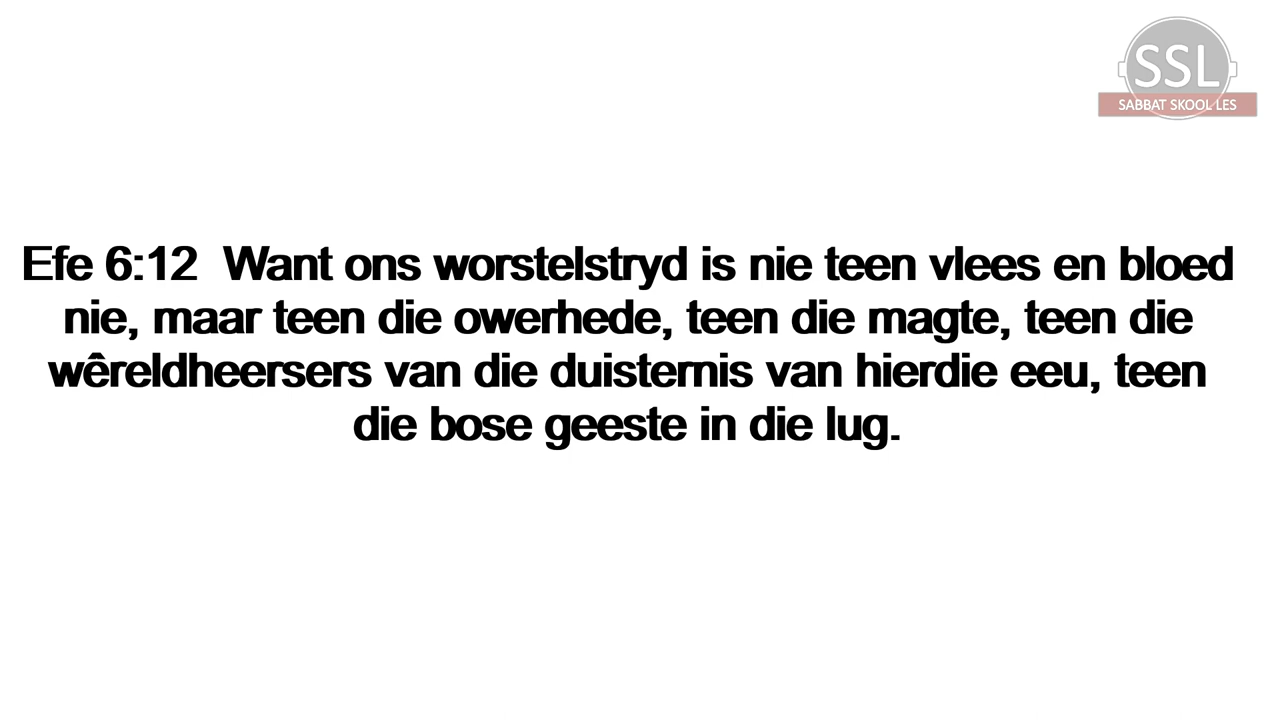 SSL
SABBAT SKOOL LES
Efe 6:12  Want ons worstelstryd is nie teen vlees en bloed
nie, maar teen die owerhede, teen die magte, teen die
wêreldheersers van die duisternis van hierdie eeu, teen
die bose geeste in die lug.